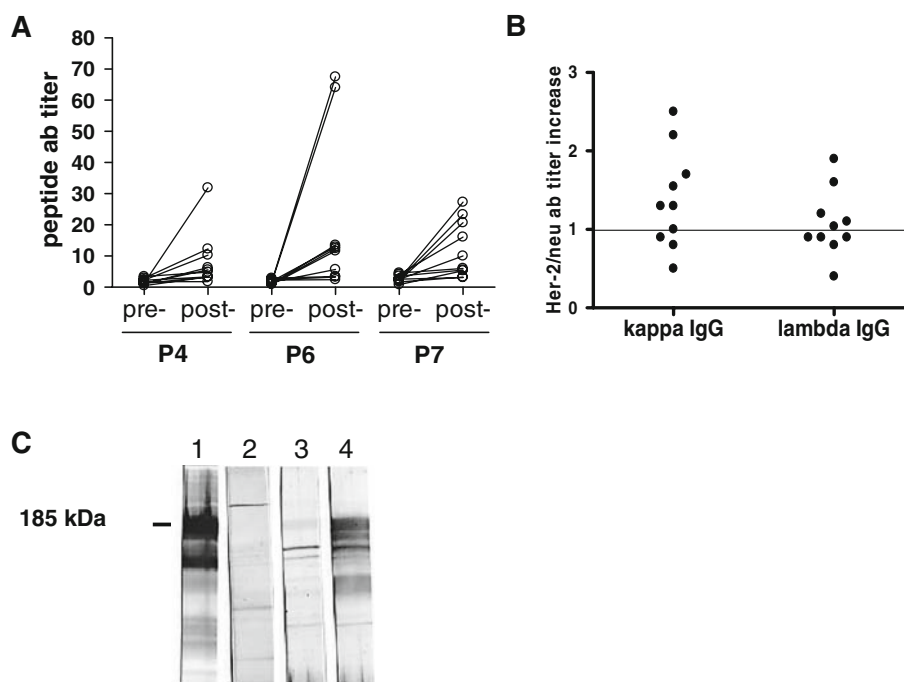 A
peptide ab titer
80
70
60
50
40
30
20
10
0
pre- post- pre- post- pre- post-
P4 P6 P7
B
Her-2/neu ab titer increase
3
2
1
0
kappa IgG lambda IgG
C
1 2 3 4
185 kDa